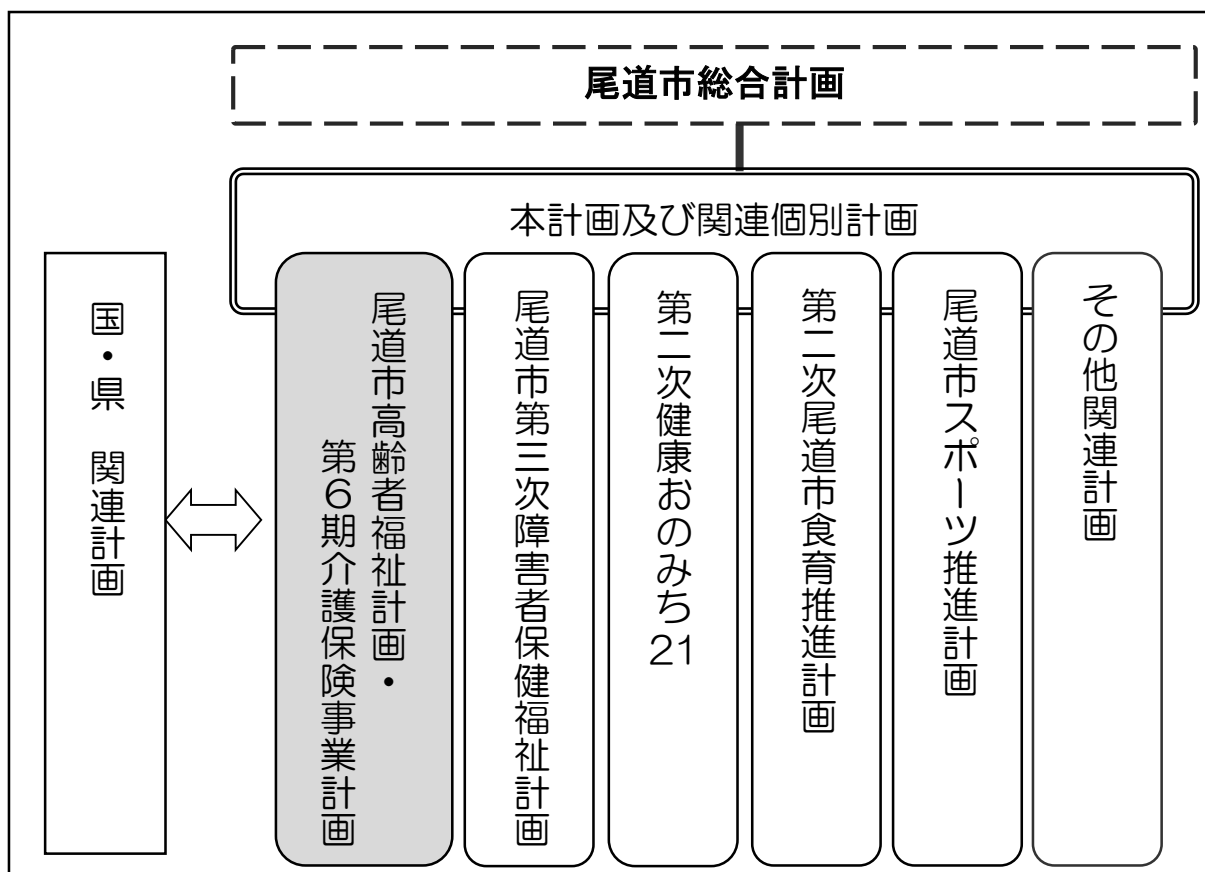 尾道市総合計画
本計画及び関連個別計画
国・県　関連計画
尾道市高齢者福祉計画・
第６期介護保険事業計画
尾道市第三次障害者保健福祉計画
第二次健康おのみち21
第二次尾道市食育推進計画
尾道市スポーツ推進計画
その他関連計画